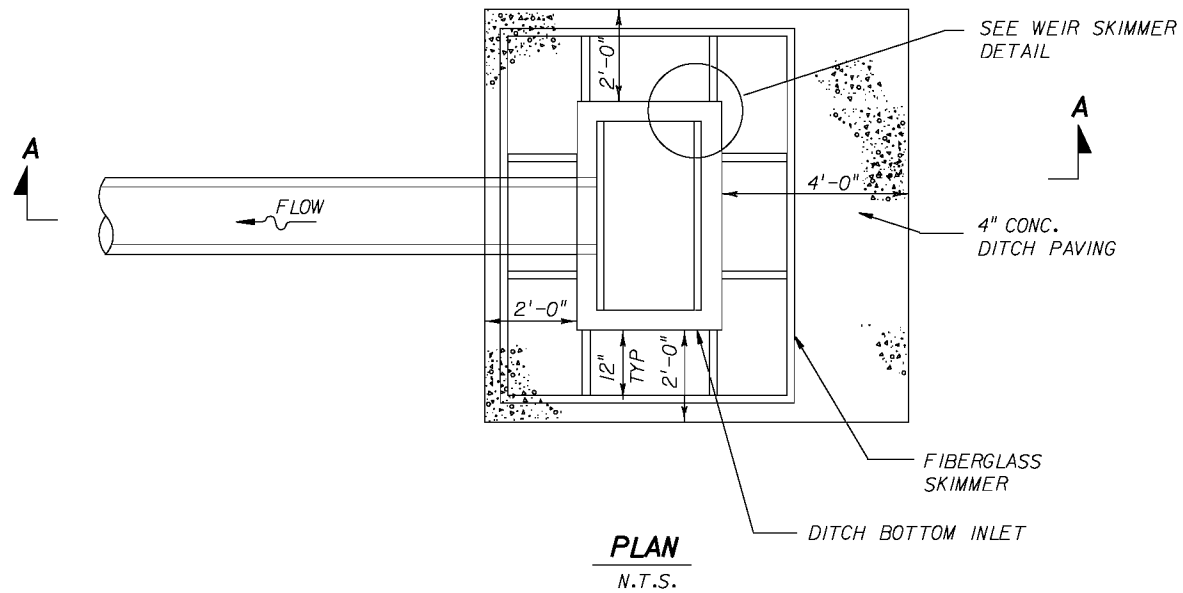 SEE WEIR SKIMMER
DETAIL
2'-0"
A
A
4'-0"
FLOW
4" CONC.
DITCH PAVING
2'-0"
12"
TYP
2'-0"
FIBERGLASS
SKIMMER
DITCH BOTTOM INLET
PLAN
N.T.S.